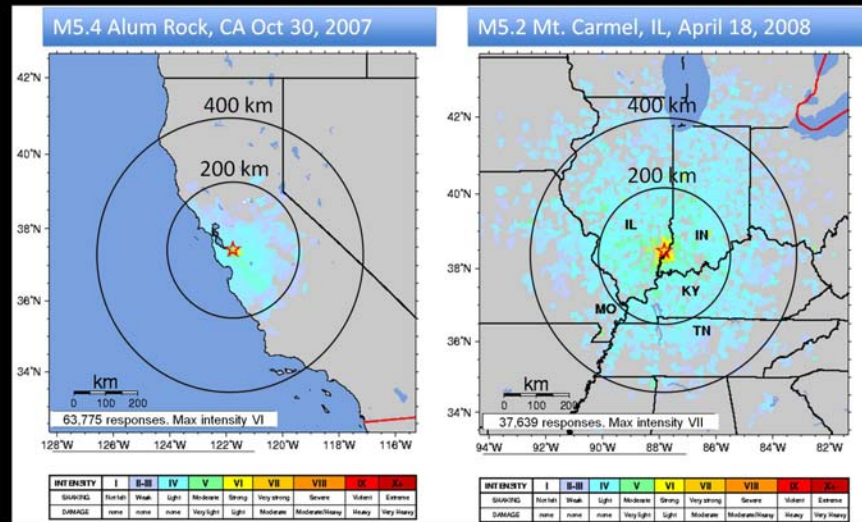 M5.4 Alum Rock, CA Oct 30, 2007
42°N
40°N
38°N
36°N
34°N
400 km
200 km
km
0 100 200
63,775 responses. Max intensity VI
128°W 124°W 120°W 116°W
INTENSITY I II-III IV V VI VII VIII IX X+
SHAKING Not felt Weak Light Moderate Strong Very strong Severe Violent Extreme
DAMAGE none none none Very light Light Moderate Moderate/Heavy Heavy Very Heavy
M5.2 Mt. Carmel, IL, April 18, 2008
42°N
40°N
38°N
36°N
34°N
400 km
200 km
IL
IN
KY
MO
TN
km
0 100 200
37,639 responses. Max intensity VII
94°W 90°W 86°W 82°W
INTENSITY I II-III IV V VI VII VIII IX X+
SHAKING Not felt Weak Light Moderate Strong Very strong Severe Violent Extreme
DAMAGE none none none Very light Light Moderate Moderate/Heavy Heavy Very Heavy